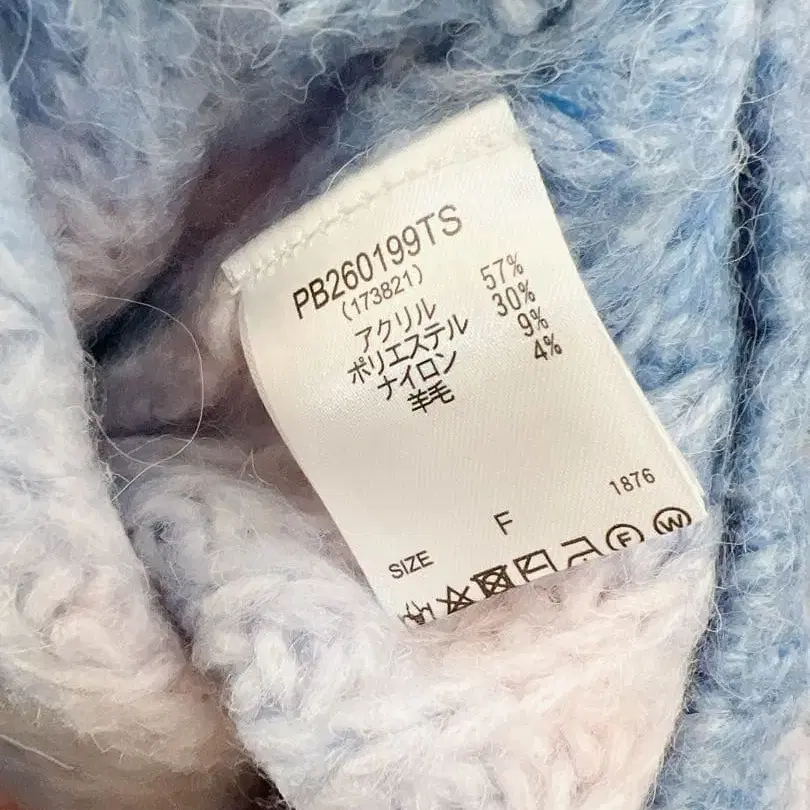 PB260199TS
(173821)
アクリル 57%
ポリエステル 30%
ナイロン 9%
羊毛 4%
1876
SIZE F
F W